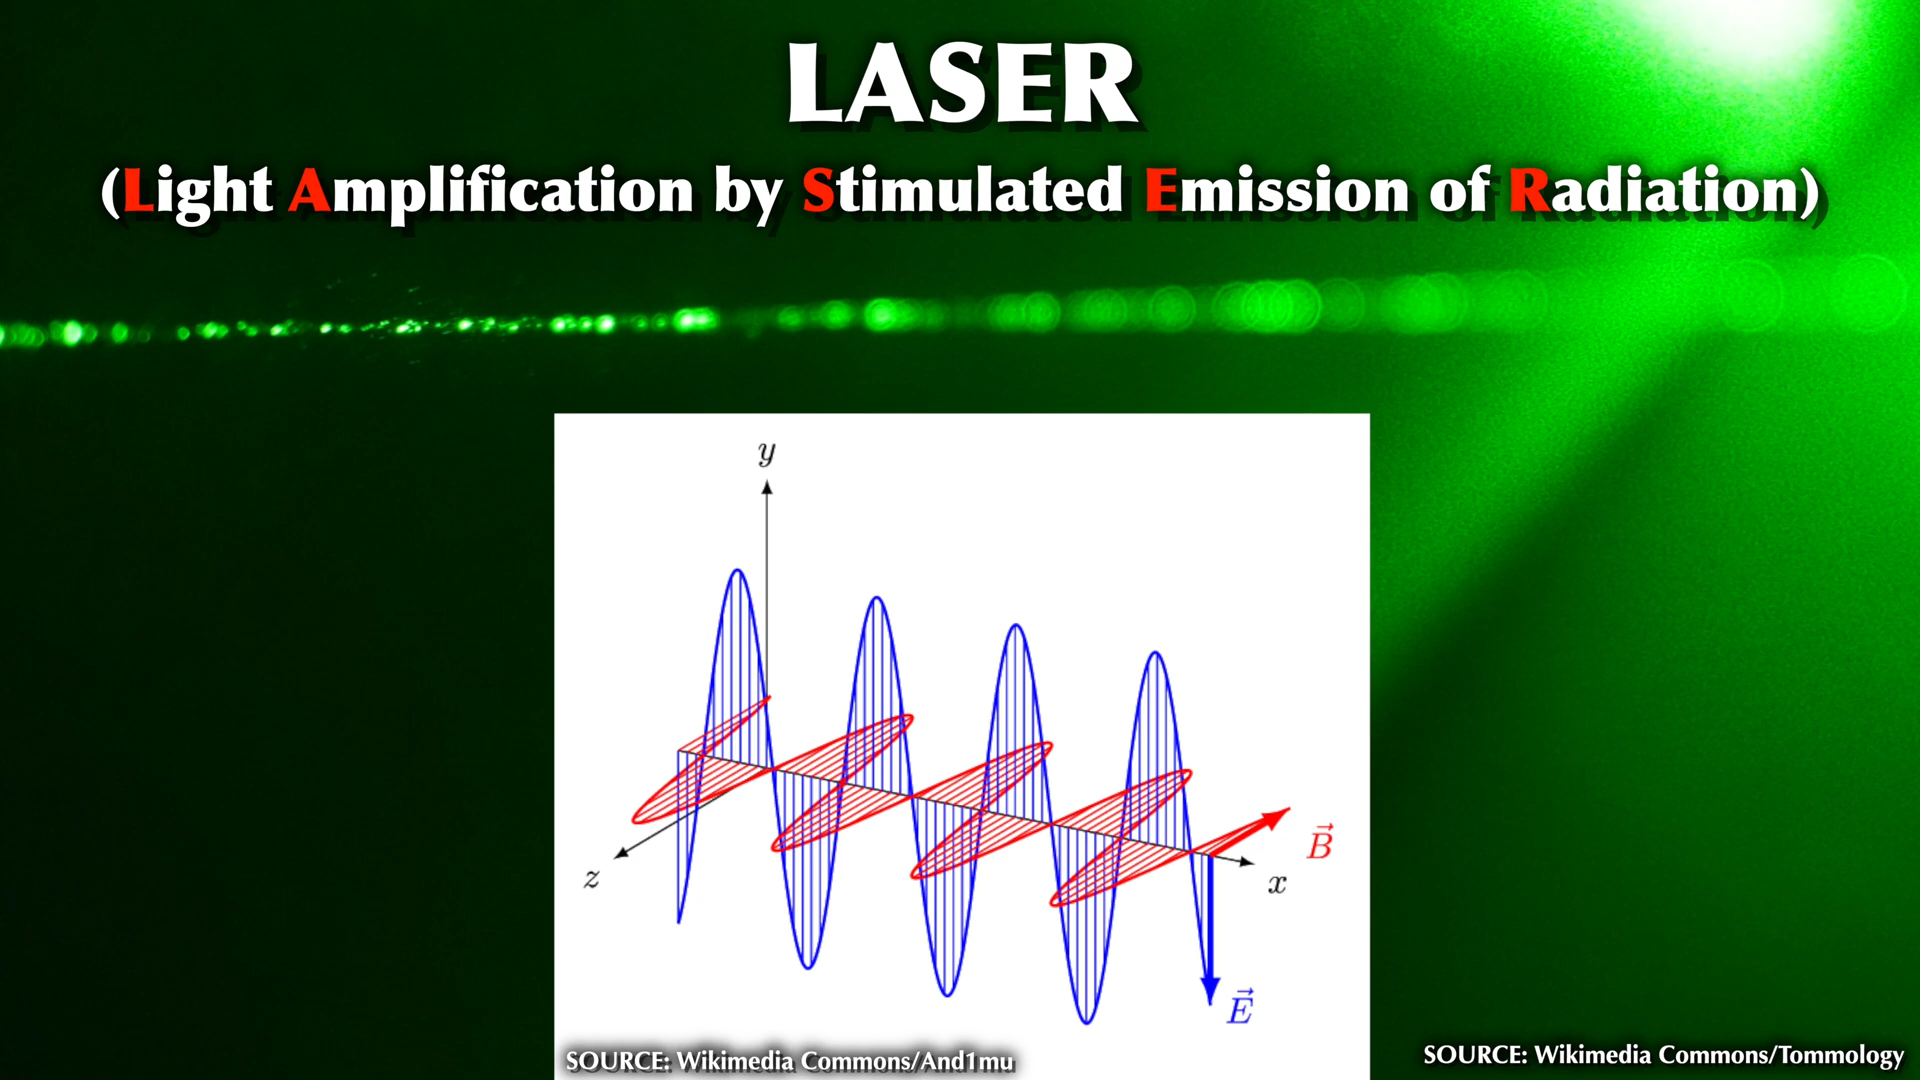 LASER
(Light Amplification by Stimulated Emission of Radiation)
y
z
x
B⃗
E⃗
SOURCE: Wikimedia Commons/And1mu
SOURCE: Wikimedia Commons/Tommology